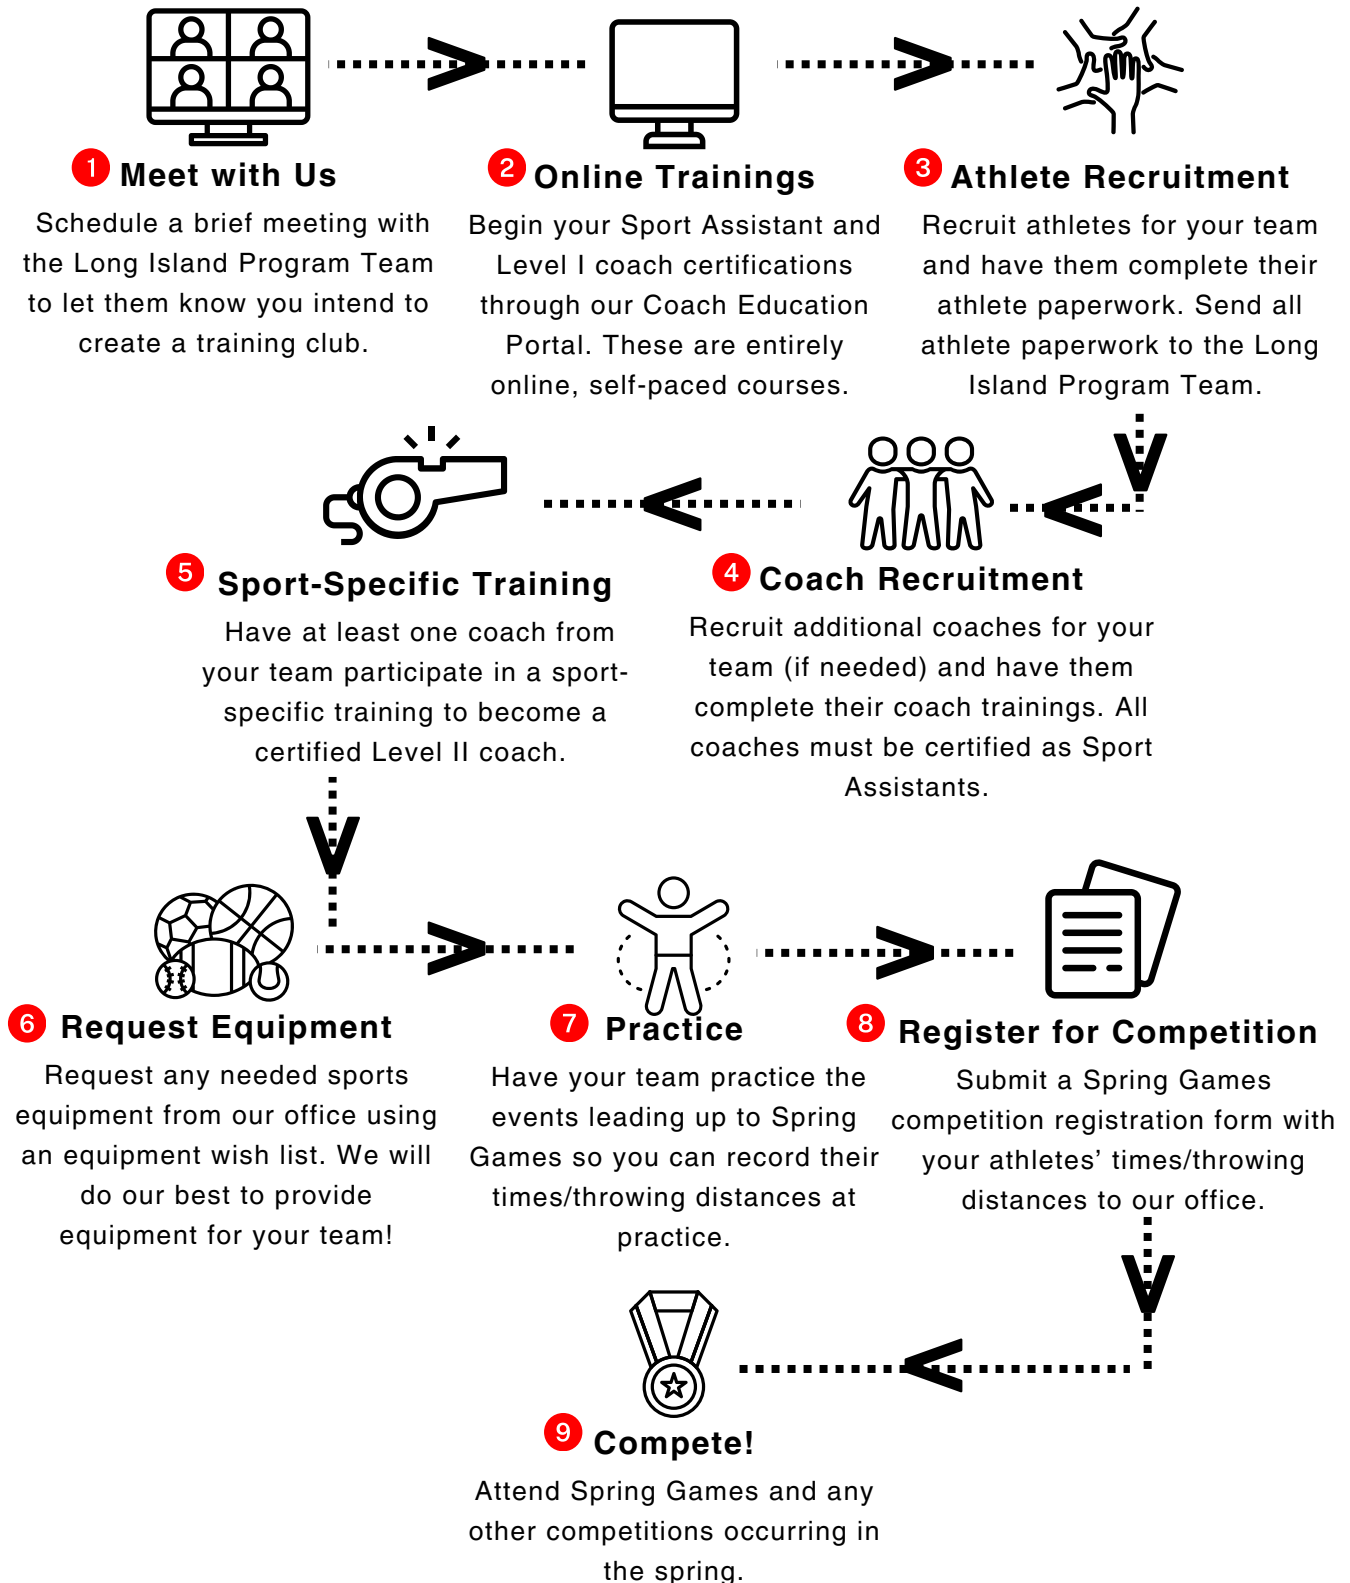 1 Meet with Us
Schedule a brief meeting with
the Long Island Program Team
to let them know you intend to
create a training club.
2 Online Trainings
Begin your Sport Assistant and
Level I coach certifications
through our Coach Education
Portal. These are entirely
online, self-paced courses.
3 Athlete Recruitment
Recruit athletes for your team
and have them complete their
athlete paperwork. Send all
athlete paperwork to the Long
Island Program Team.
4 Coach Recruitment
Recruit additional coaches for your
team (if needed) and have them
complete their coach trainings. All
coaches must be certified as Sport
Assistants.
5 Sport-Specific Training
Have at least one coach from
your team participate in a sport-
specific training to become a
certified Level II coach.
6 Request Equipment
Request any needed sports
equipment from our office using
an equipment wish list. We will
do our best to provide
equipment for your team!
7 Practice
Have your team practice the
events leading up to Spring
Games so you can record their
times/throwing distances at
practice.
8 Register for Competition
Submit a Spring Games
competition registration form with
your athletes’ times/throwing
distances to our office.
9 Compete!
Attend Spring Games and any
other competitions occurring in
the spring.